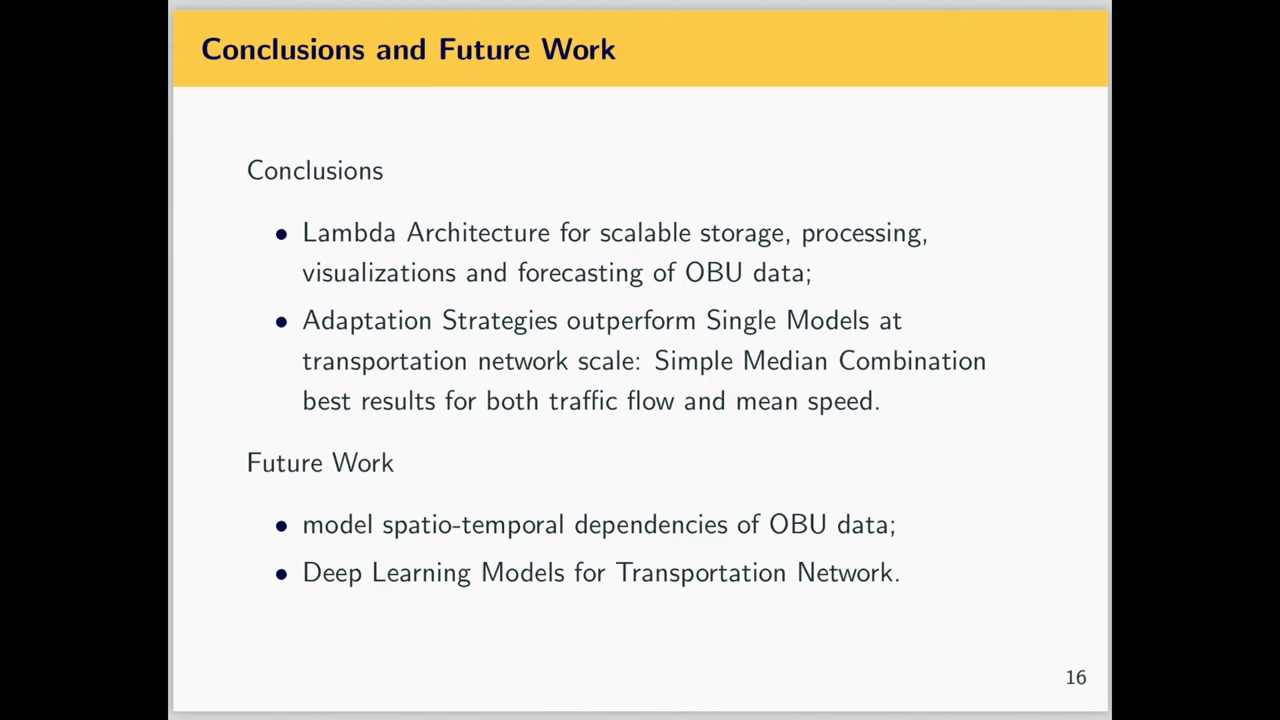 Conclusions and Future Work
Conclusions
• Lambda Architecture for scalable storage, processing,
visualizations and forecasting of OBU data;
• Adaptation Strategies outperform Single Models at
transportation network scale: Simple Median Combination
best results for both traffic flow and mean speed.
Future Work
• model spatio-temporal dependencies of OBU data;
• Deep Learning Models for Transportation Network.
16